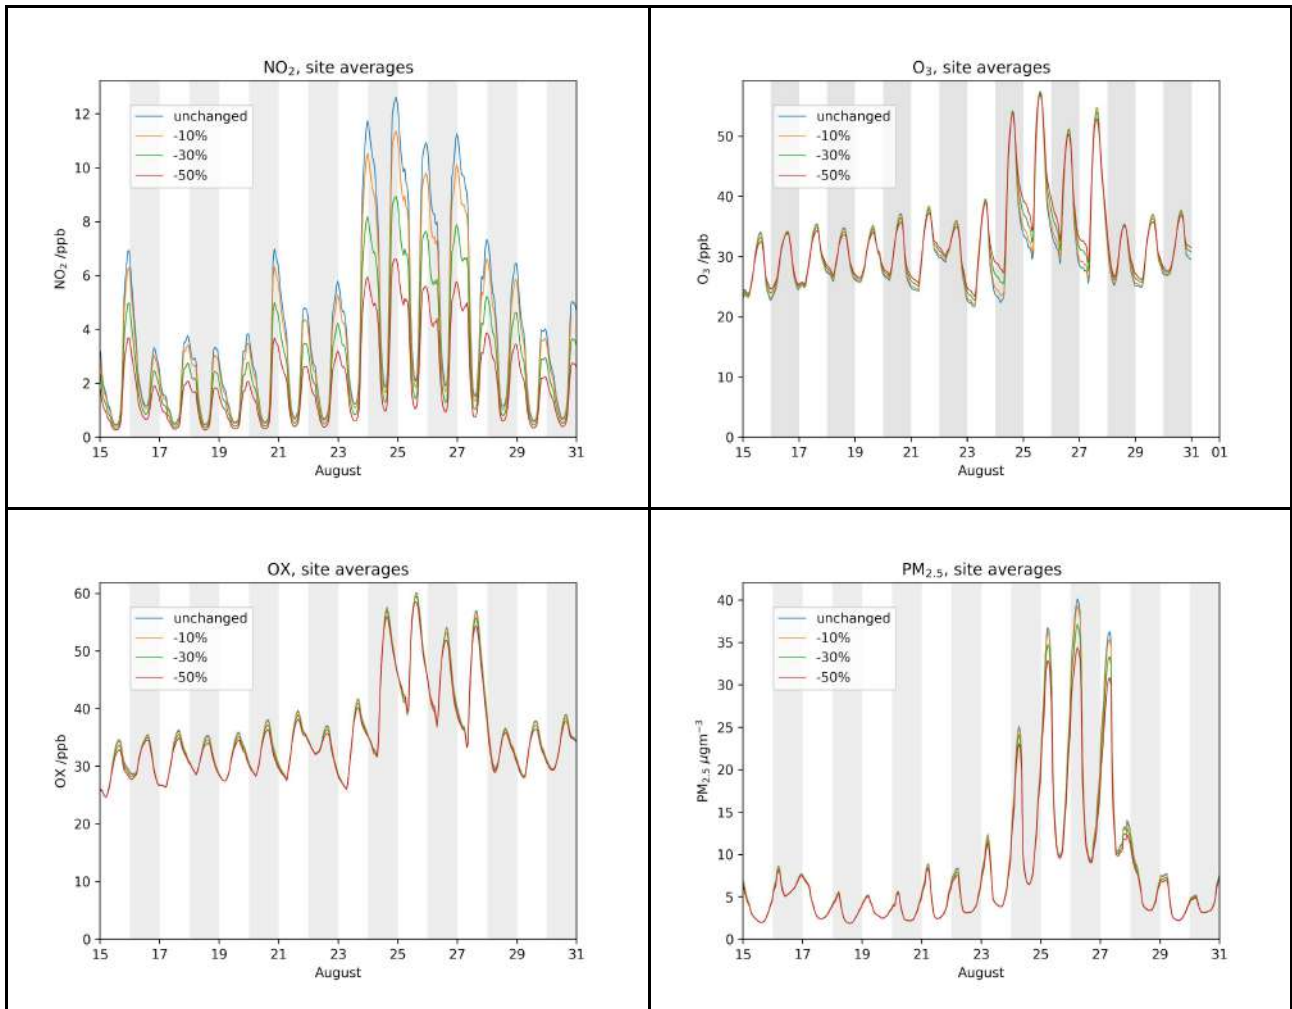 NO₂, site averages
unchanged
-10%
-30%
-50%
NO₂ /ppb
12
10
8
6
4
2
0
15 17 19 21 23 25 27 29 31
August
O₃, site averages
unchanged
-10%
-30%
-50%
O₃ /ppb
50
40
30
20
10
0
15 17 19 21 23 25 27 29 31 01
August
OX, site averages
unchanged
-10%
-30%
-50%
OX /ppb
60
50
40
30
20
10
0
15 17 19 21 23 25 27 29 31
August
PM₂.₅, site averages
unchanged
-10%
-30%
-50%
PM₂.₅ μgm⁻³
40
35
30
25
20
15
10
5
0
15 17 19 21 23 25 27 29 31
August